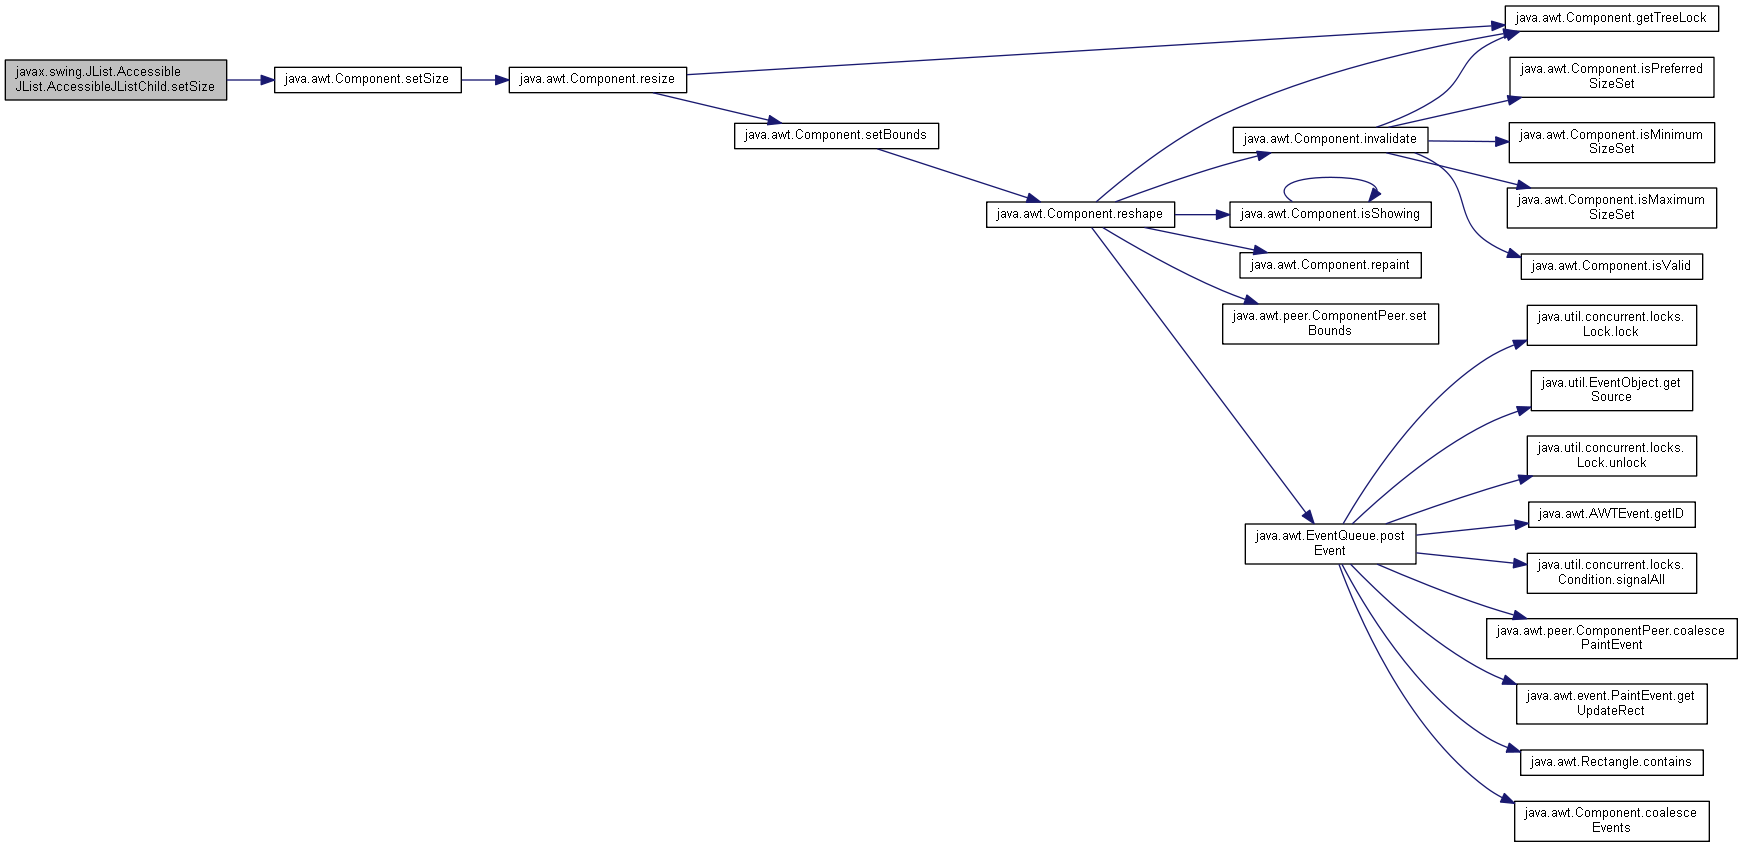 javax.swing.JList.Accessible
JList.AccessibleJListChild.setSize
java.awt.Component.setSize
java.awt.Component.resize
java.awt.Component.setBounds
java.awt.Component.reshape
java.awt.Component.getTreeLock
java.awt.Component.invalidate
java.awt.Component.isPreferred
SizeSet
java.awt.Component.isMinimum
SizeSet
java.awt.Component.isMaximum
SizeSet
java.awt.Component.isValid
java.awt.Component.isShowing
java.awt.Component.repaint
java.awt.peer.ComponentPeer.set
Bounds
java.awt.EventQueue.post
Event
java.util.concurrent.locks.
Lock.lock
java.util.EventObject.get
Source
java.util.concurrent.locks.
Lock.unlock
java.awt.AWTEvent.getID
java.util.concurrent.locks.
Condition.signalAll
java.awt.peer.ComponentPeer.coalesce
PaintEvent
java.awt.event.PaintEvent.get
UpdateRect
java.awt.Rectangle.contains
java.awt.Component.coalesce
Events